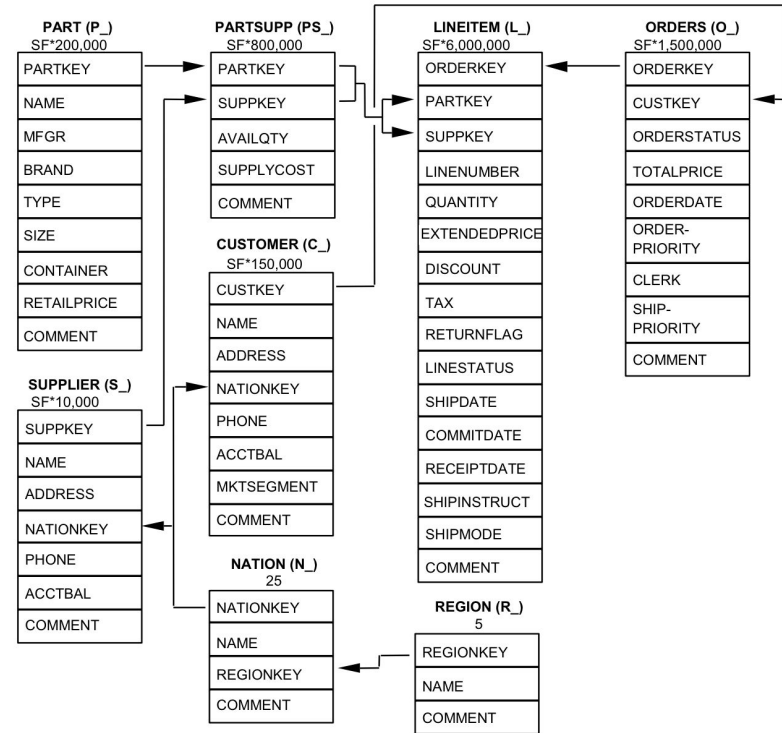 PART (P_)
SF*200,000
PARTKEY
NAME
MFGR
BRAND
TYPE
SIZE
CONTAINER
RETAILPRICE
COMMENT
SUPPLIER (S_)
SF*10,000
SUPPKEY
NAME
ADDRESS
NATIONKEY
PHONE
ACCTBAL
COMMENT
PARTSUPP (PS_)
SF*800,000
PARTKEY
SUPPKEY
AVAILQTY
SUPPLYCOST
COMMENT
CUSTOMER (C_)
SF*150,000
CUSTKEY
NAME
ADDRESS
NATIONKEY
PHONE
ACCTBAL
MKTSEGMENT
COMMENT
NATION (N_)
25
NATIONKEY
NAME
REGIONKEY
COMMENT
LINEITEM (L_)
SF*6,000,000
ORDERKEY
PARTKEY
SUPPKEY
LINENUMBER
QUANTITY
EXTENDEDPRICE
DISCOUNT
TAX
RETURNFLAG
LINESTATUS
SHIPDATE
COMMITDATE
RECEIPTDATE
SHIPINSTRUCT
SHIPMODE
COMMENT
REGION (R_)
5
REGIONKEY
NAME
COMMENT
ORDERS (O_)
SF*1,500,000
ORDERKEY
CUSTKEY
ORDERSTATUS
TOTALPRICE
ORDERDATE
ORDER-
PRIORITY
CLERK
SHIP-
PRIORITY
COMMENT